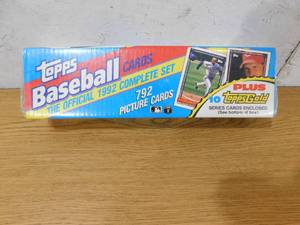 TOPPS
Baseball CARDS
THE OFFICIAL 1992 COMPLETE SET
792
PICTURE CARDS
PLUS
10 Topps Gold
SERIES CARDS ENCLOSED
(See bottom of box)